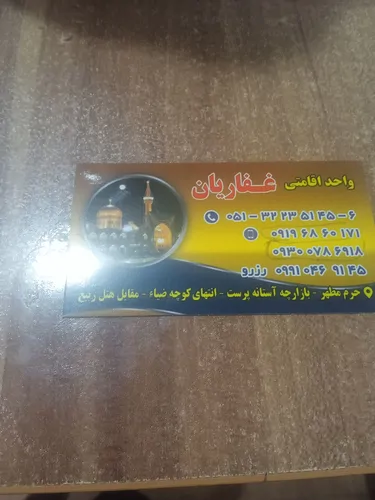 واحد اقامتی غفاریان
۰۵۱ - ۳۲ ۲۳ ۵۱ ۴۵ - ۶
۰۹۱۹ ۶۸ ۶۰ ۱۷۱
۰۹۳۰ ۰۷۸ ۶۹۱۸
۰۹۹۱ ۰۴۶ ۹۱ ۴۵ رزرو
حرم مطهر - بازارچه آستانه پرست - انتهای کوچه ضیاء - مقابل هتل ربیع